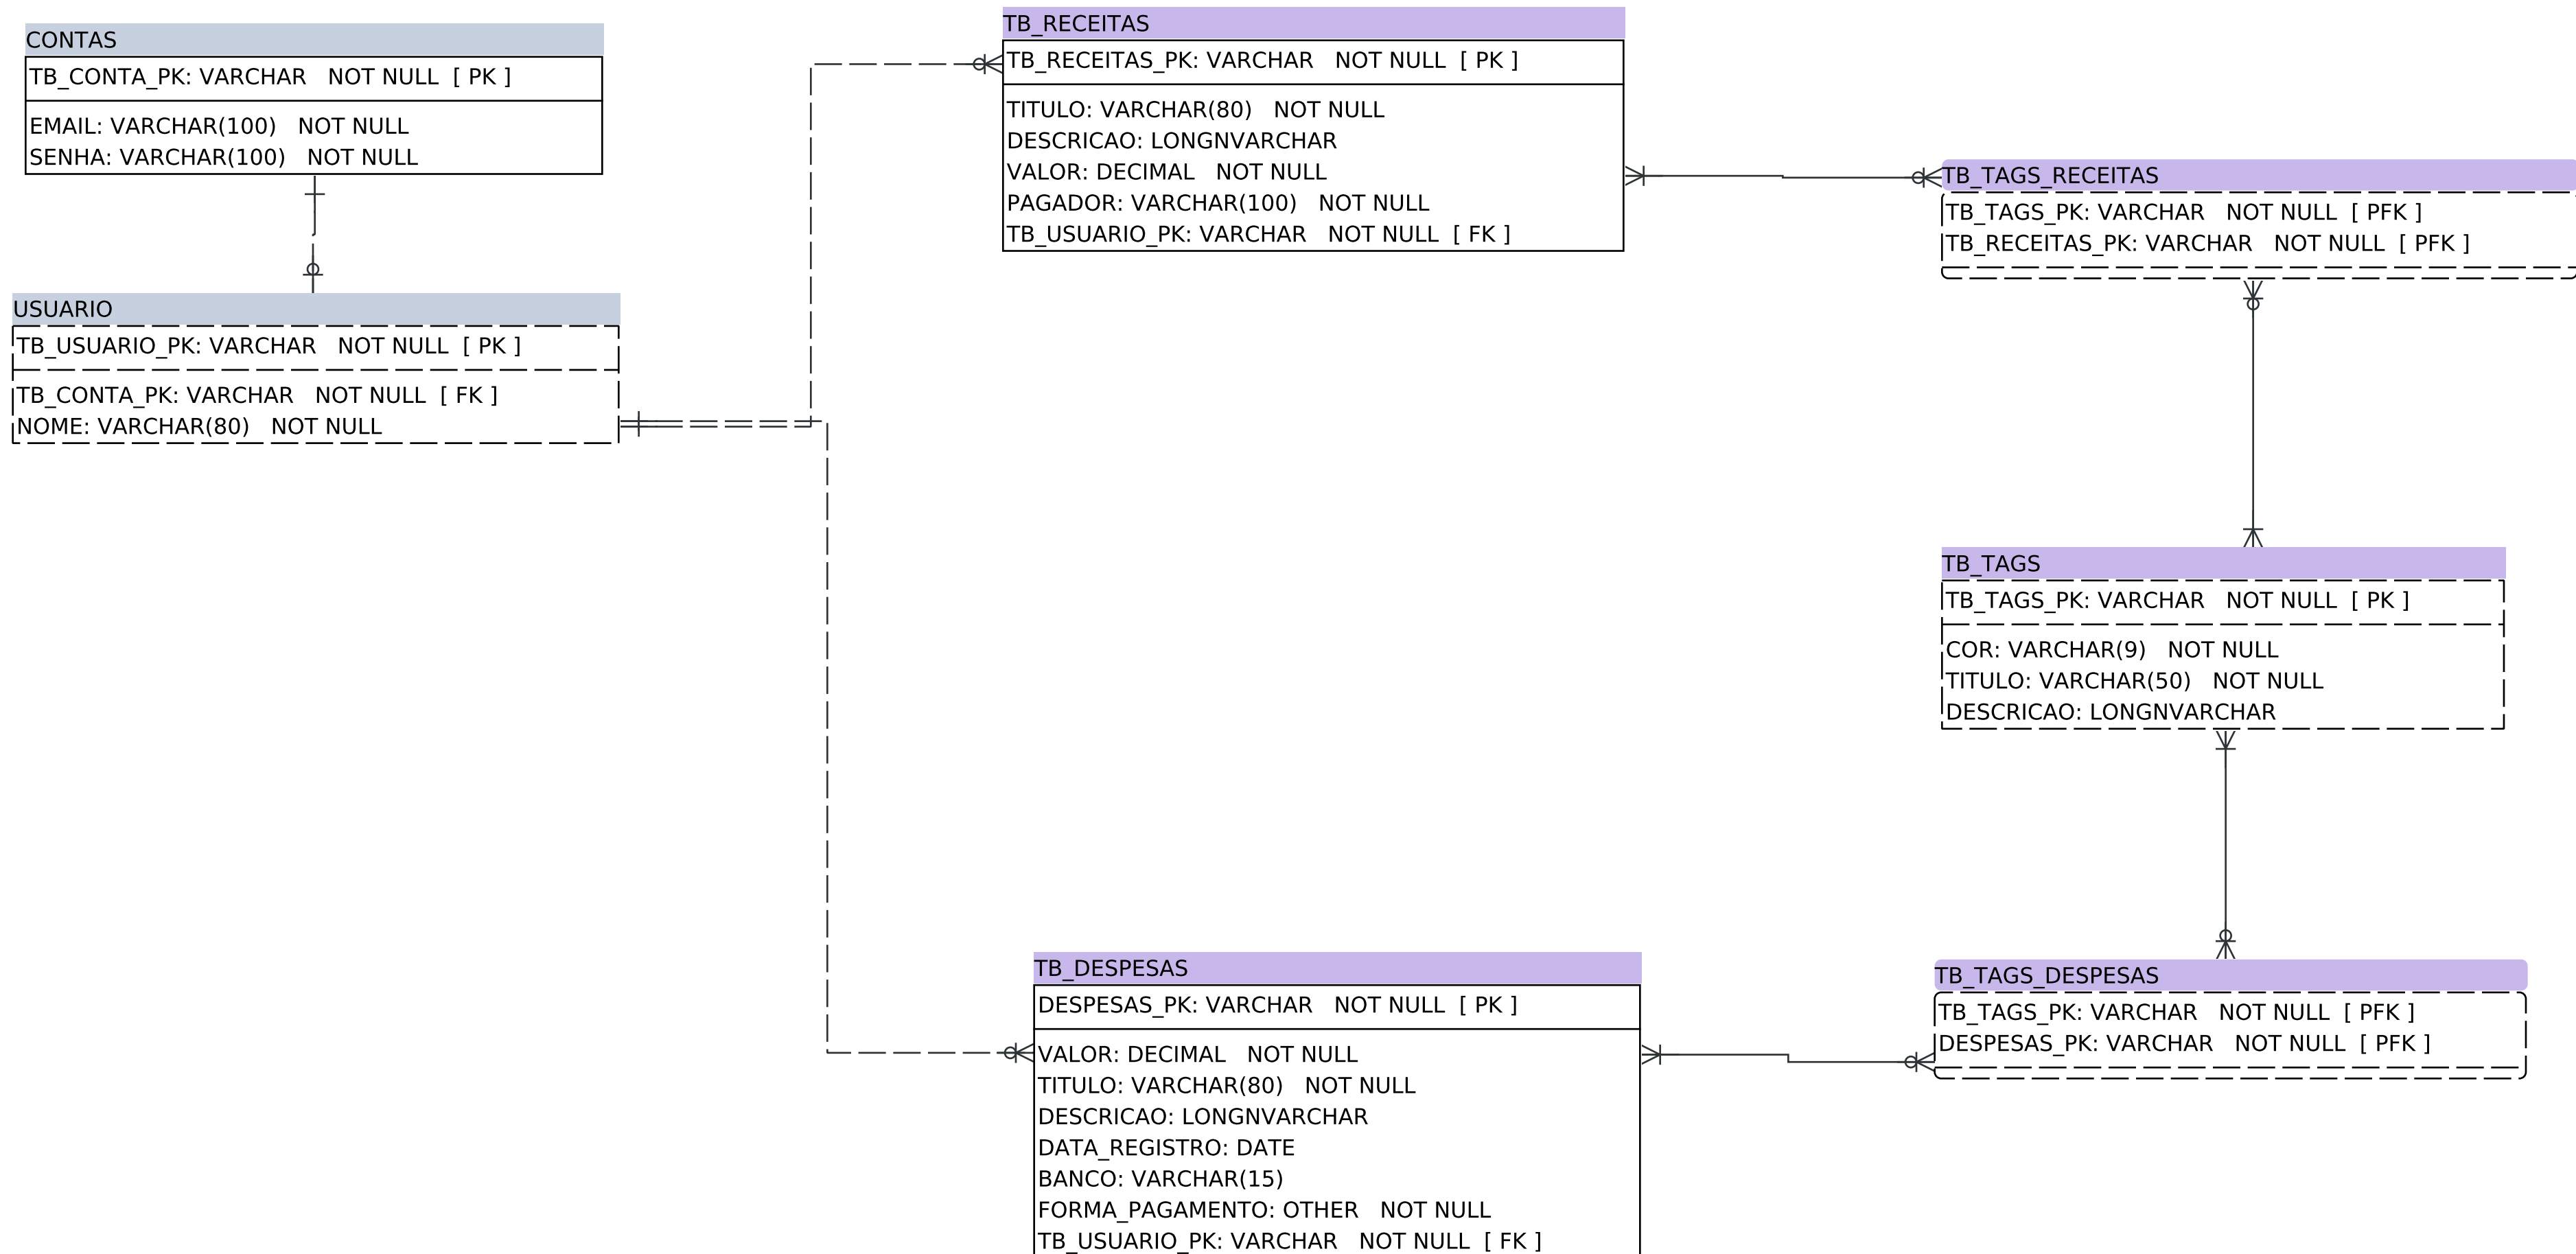 CONTAS
TB_CONTA_PK: VARCHAR NOT NULL [ PK ]
EMAIL: VARCHAR(100) NOT NULL
SENHA: VARCHAR(100) NOT NULL
USUARIO
TB_USUARIO_PK: VARCHAR NOT NULL [ PK ]
TB_CONTA_PK: VARCHAR NOT NULL [ FK ]
NOME: VARCHAR(80) NOT NULL
TB_RECEITAS
TB_RECEITAS_PK: VARCHAR NOT NULL [ PK ]
TITULO: VARCHAR(80) NOT NULL
DESCRICAO: LONGNVARCHAR
VALOR: DECIMAL NOT NULL
PAGADOR: VARCHAR(100) NOT NULL
TB_USUARIO_PK: VARCHAR NOT NULL [ FK ]
TB_TAGS_RECEITAS
TB_TAGS_PK: VARCHAR NOT NULL [ PFK ]
TB_RECEITAS_PK: VARCHAR NOT NULL [ PFK ]
TB_TAGS
TB_TAGS_PK: VARCHAR NOT NULL [ PK ]
COR: VARCHAR(9) NOT NULL
TITULO: VARCHAR(50) NOT NULL
DESCRICAO: LONGNVARCHAR
TB_DESPESAS
DESPESAS_PK: VARCHAR NOT NULL [ PK ]
VALOR: DECIMAL NOT NULL
TITULO: VARCHAR(80) NOT NULL
DESCRICAO: LONGNVARCHAR
DATA_REGISTRO: DATE
BANCO: VARCHAR(15)
FORMA_PAGAMENTO: OTHER NOT NULL
TB_USUARIO_PK: VARCHAR NOT NULL [ FK ]
TB_TAGS_DESPESAS
TB_TAGS_PK: VARCHAR NOT NULL [ PFK ]
DESPESAS_PK: VARCHAR NOT NULL [ PFK ]